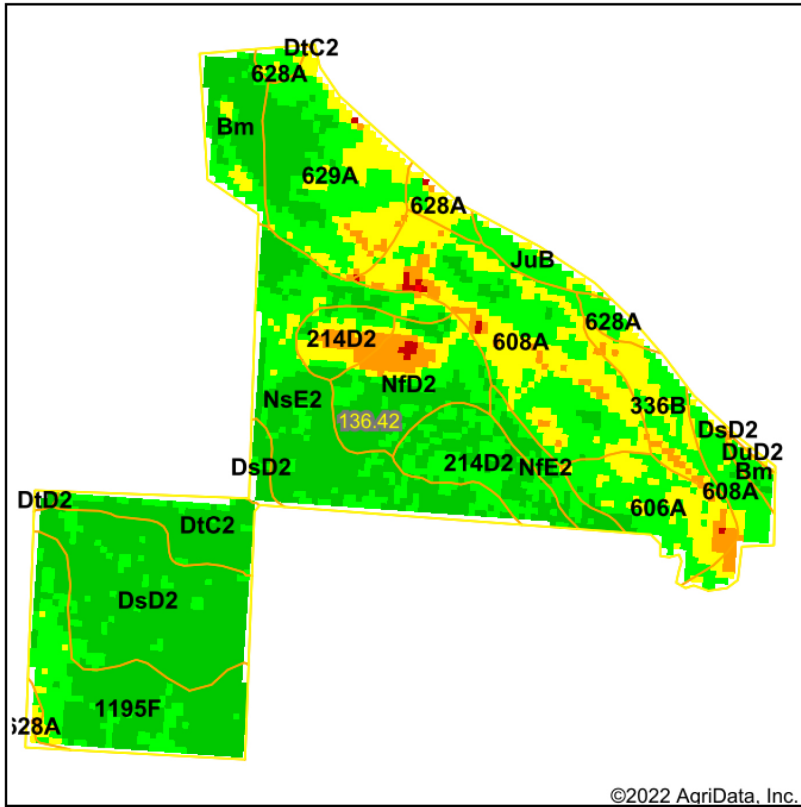 DtC2
628A
Bm
629A
628A
JuB
628A
214D2
608A
NfD2
NsE2
336B
136.42
DsD2
DsD2
214D2
NfE2
DuD2
Bm
DtD2
608A
606A
DtC2
DsD2
1195F
628A
©2022 AgriData, Inc.